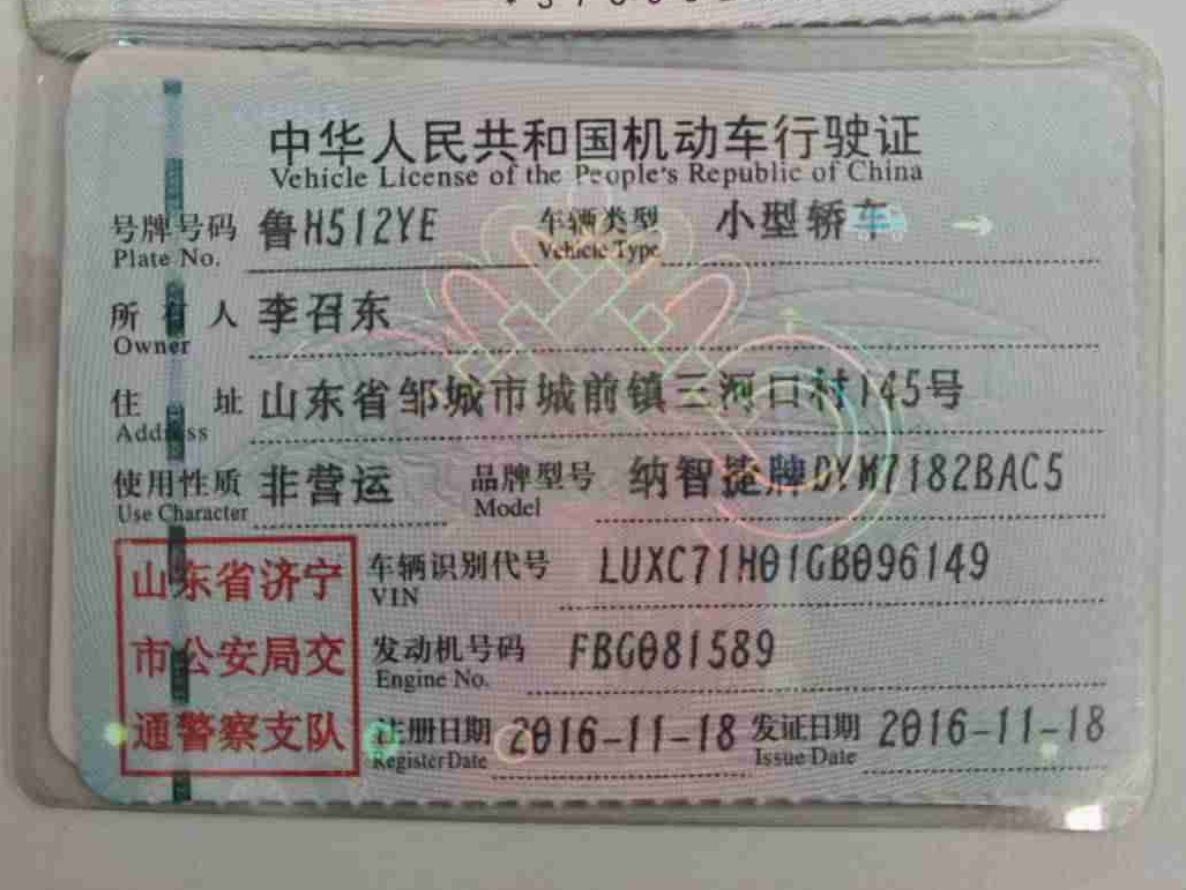 中华人民共和国机动车行驶证
Vehicle License of the People's Republic of China
号牌号码 鲁H512YE 车辆类型 小型轿车
Plate No. Vehicle Type
所有人 李召东
Owner
住址 山东省邹城市城前镇三河口村145号
Address
使用性质 非营运 品牌型号 纳智捷牌DYM7182BAC5
Use Character Model
山东省济宁 车辆识别代号 LUXC71H01GB096149
VIN
市公安局交 发动机号码 FBG081589
Engine No.
通警察支队 注册日期 2016-11-18 发证日期 2016-11-18
Register Date Issue Date